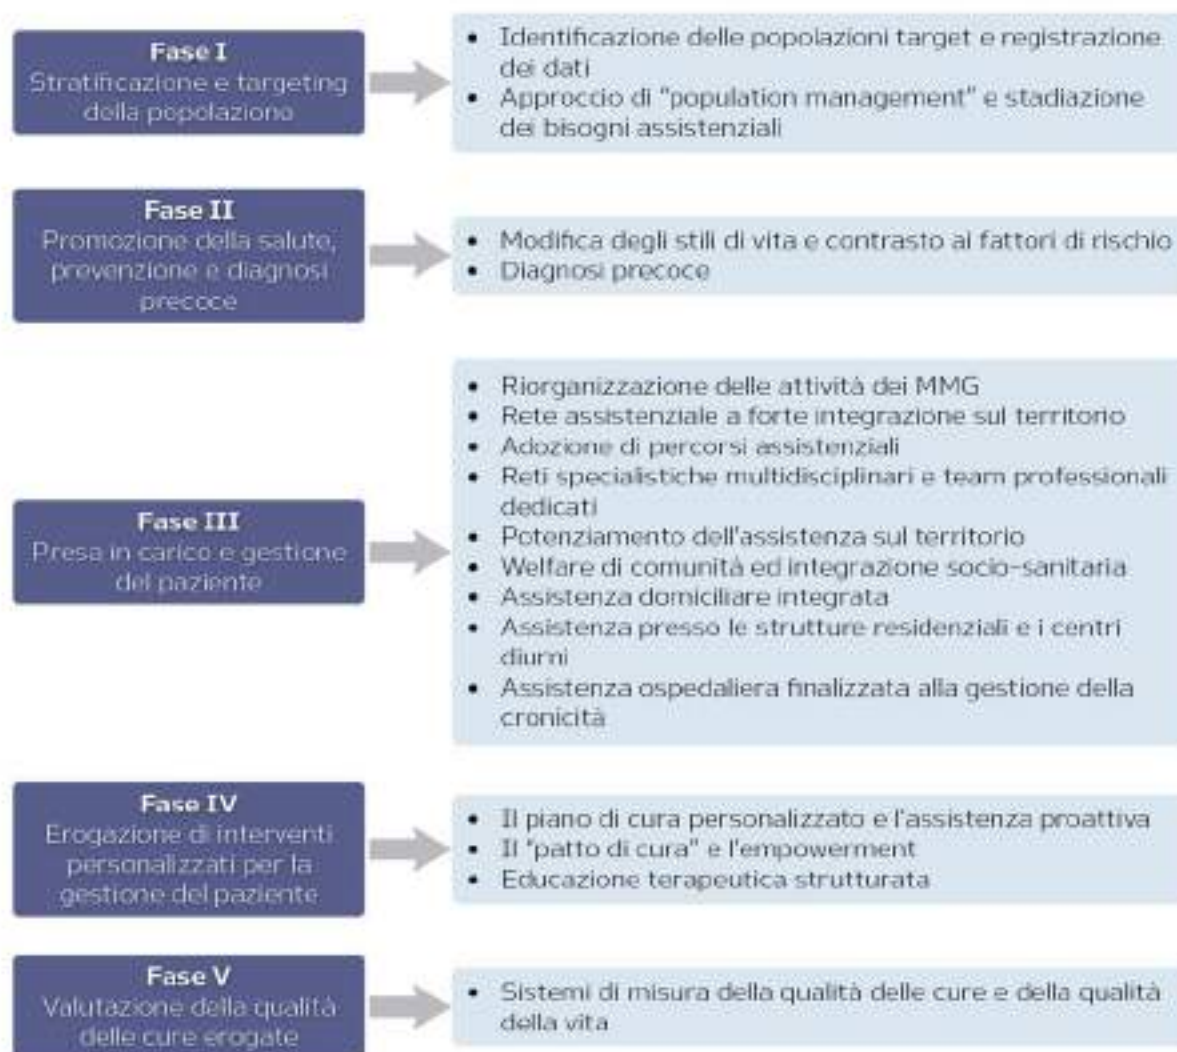 Fase I
Stratificazione e targeting
della popolaziono
• Identificazione delle popolazioni target e registrazione
dei dati
• Approccio di "population management" e stadiazione
dei bisogni assistenziali
Fase II
Promozione della salute,
prevenzione e diagnosi
precoce
• Modifica degli stili di vita e contrasto ai fattori di rischio
• Diagnosi precoce
Fase III
Presa in carico e gestione
del paziente
• Riorganizzazione delle attività dei MMG
• Rete assistenziale a forte integrazione sul territorio
• Adozione di percorsi assistenziali
• Reti specialistiche multidisciplinari e team professionali
dedicati
• Potenziamento dell'assistenza sul territorio
• Welfare di comunità ed integrazione socio-sanitaria
• Assistenza domiciliare integrata
• Assistenza presso le strutture residenziali e i centri
diurni
• Assistenza ospedaliera finalizzata alla gestione della
cronicità
Fase IV
Erogazione di interventi
personalizzati per la
gestione del paziente
• Il piano di cura personalizzato e l'assistenza proattiva
• Il "patto di cura" e l'empowerment
• Educazione terapeutica strutturata
Fase V
Valutazione della qualità
delle cure erogate
• Sistemi di misura della qualità delle cure e della qualità
della vita